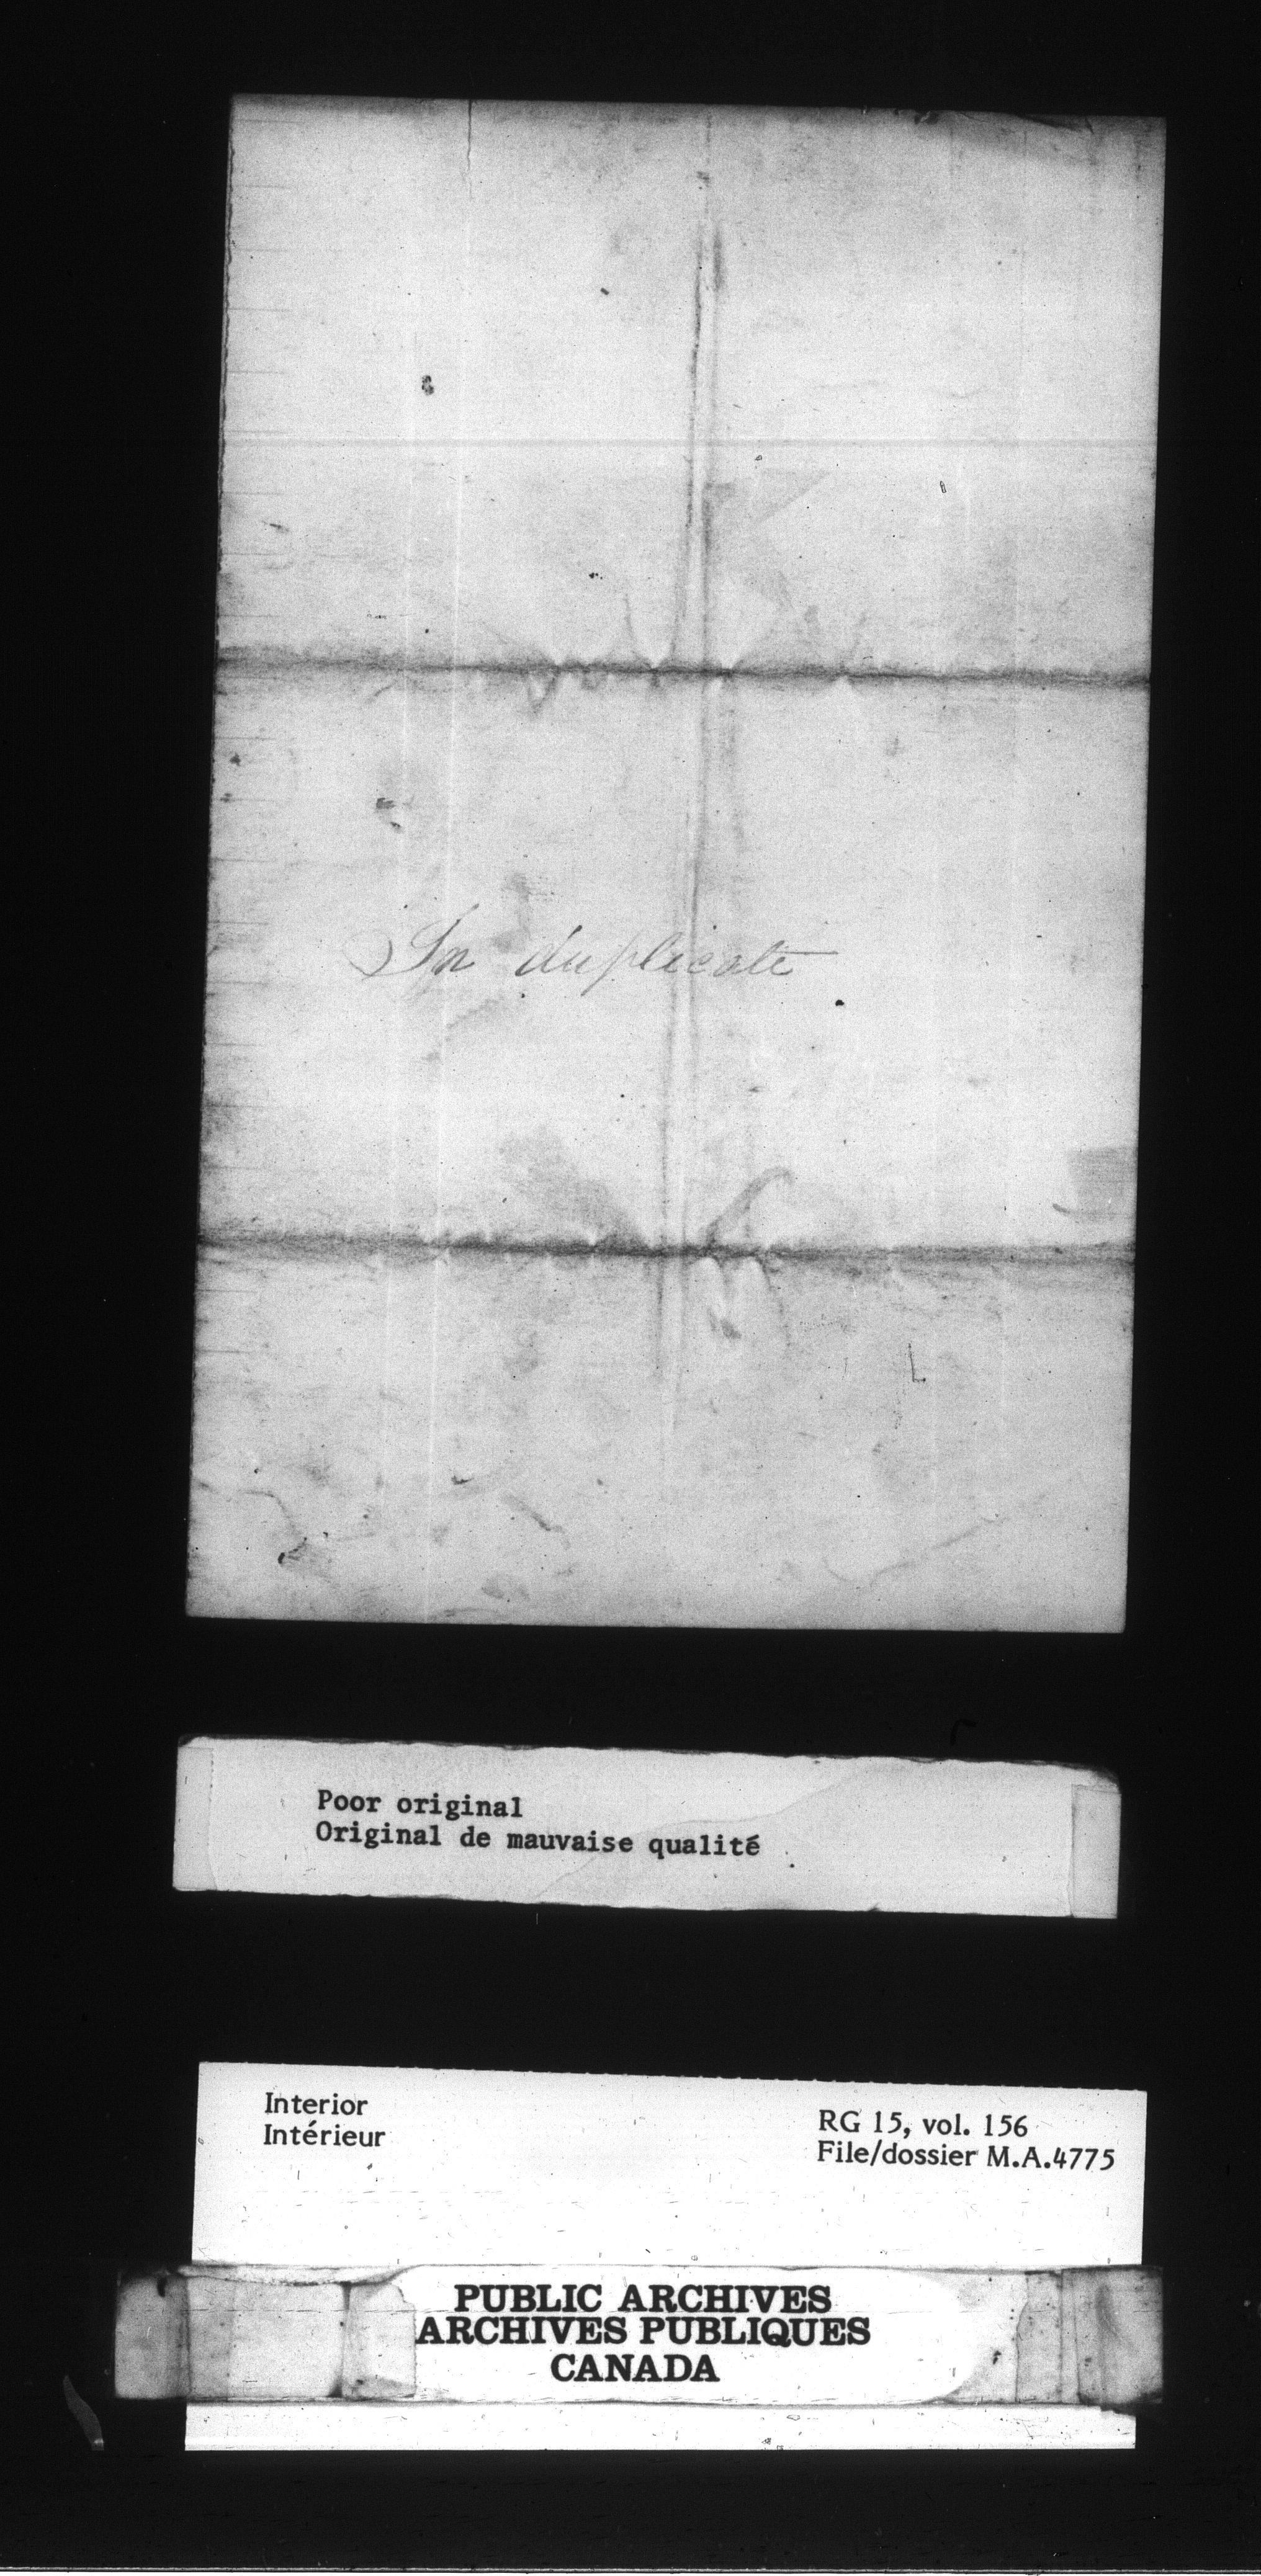 In duplicate
Poor original
Original de mauvaise qualité
Interior
Intérieur
RG 15, vol. 156
File/dossier M.A.4775
PUBLIC ARCHIVES
ARCHIVES PUBLIQUES
CANADA